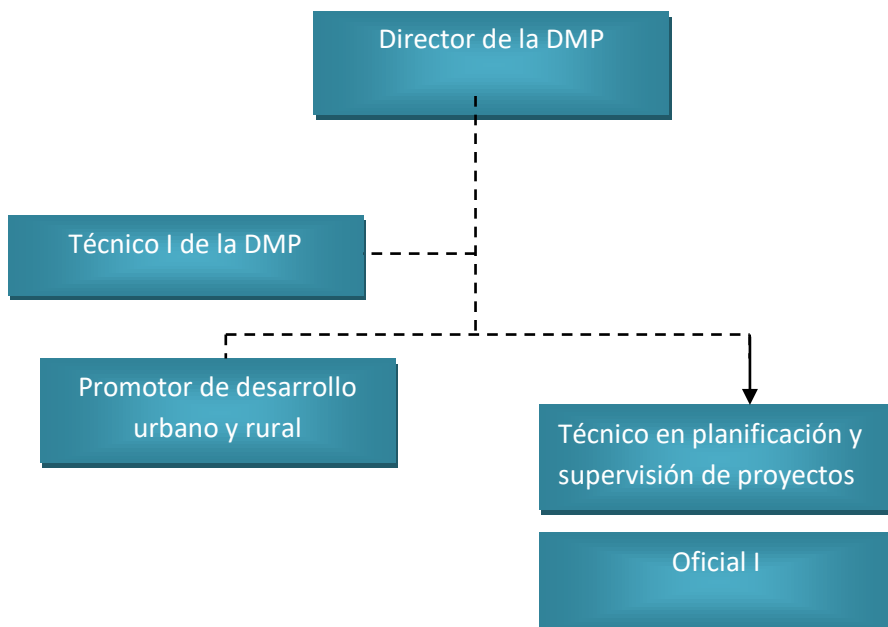 Director de la DMP
Técnico I de la DMP
Promotor de desarrollo
urbano y rural
Técnico en planificación y
supervisión de proyectos
Oficial I